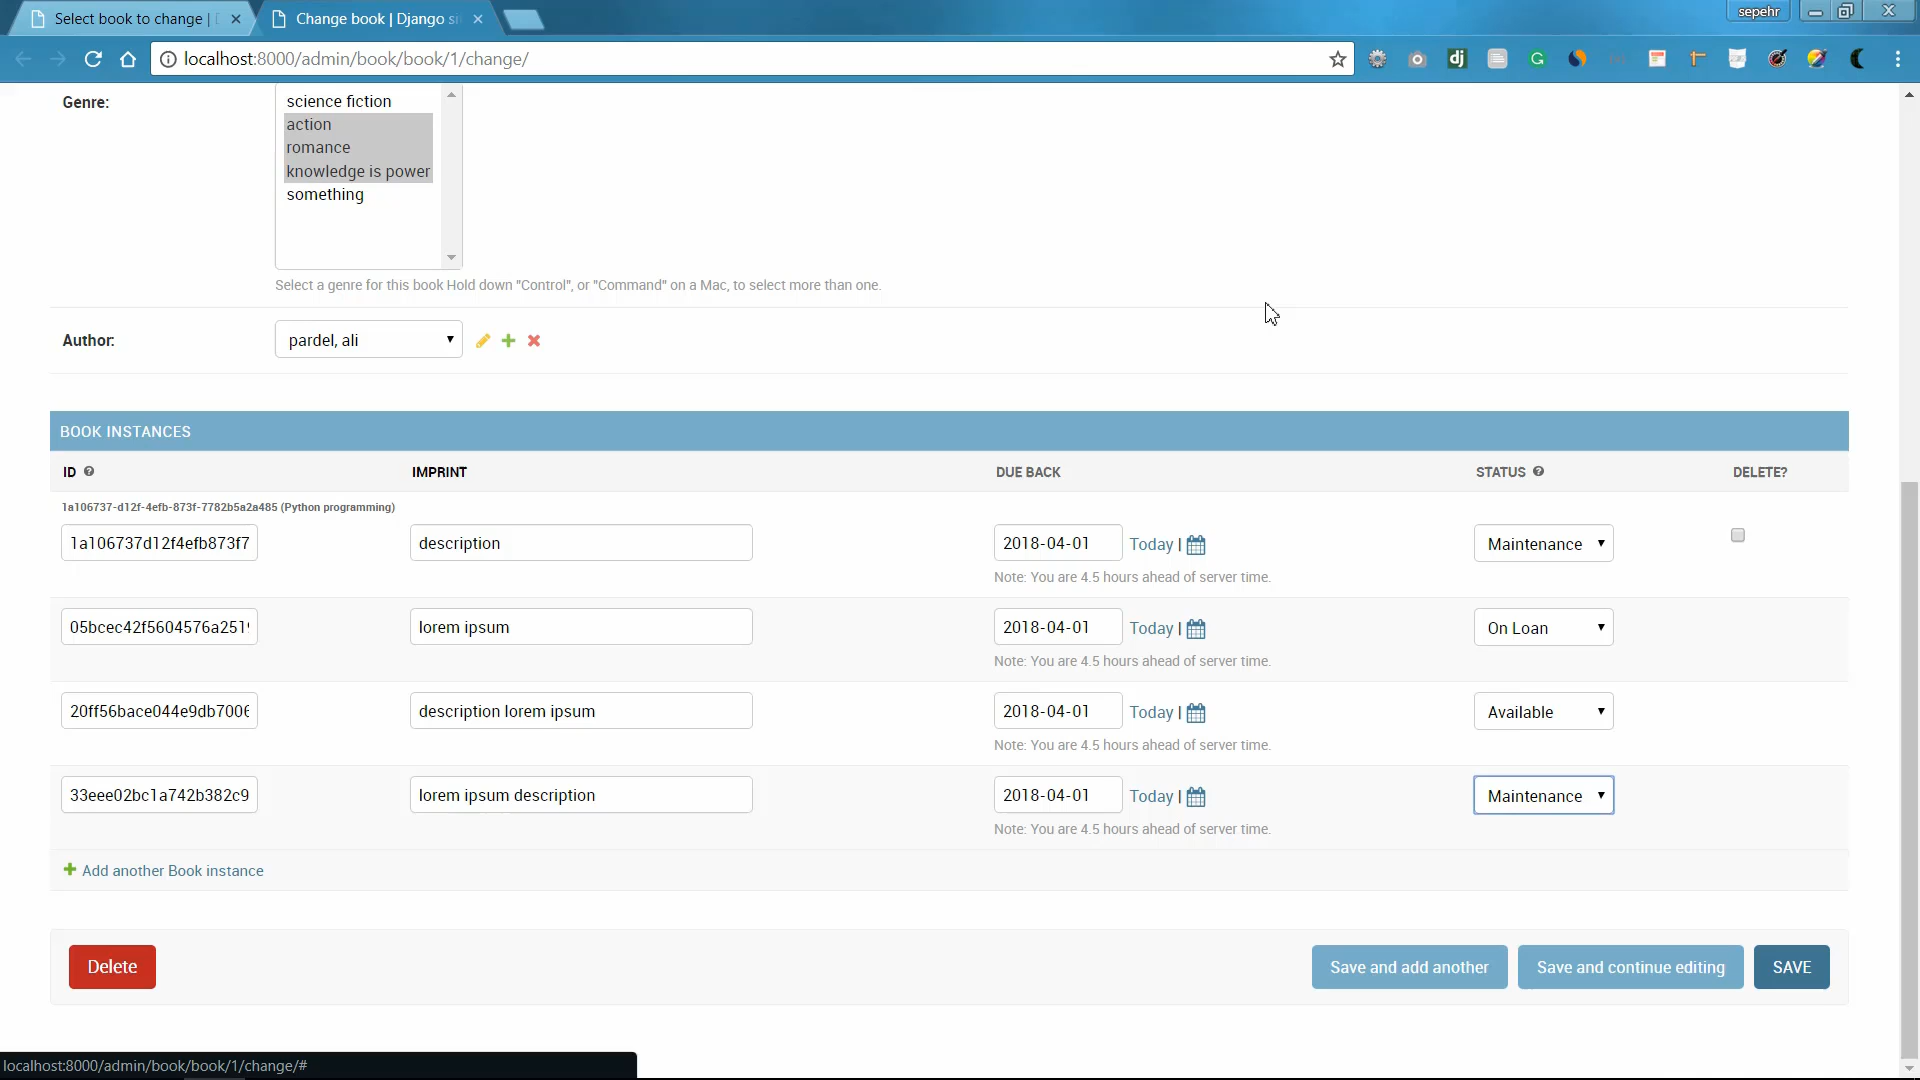 Select book to change |
Change book | Django si
sepehr
localhost:8000/admin/book/book/1/change/
dj
Genre:
science fiction
action
romance
knowledge is power
something
Select a genre for this book Hold down "Control", or "Command" on a Mac, to select more than one.
Author:
pardel, ali
BOOK INSTANCES
ID
IMPRINT
DUE BACK
STATUS
DELETE?
1a106737-d12f-4efb-873f-7782b5a2a485 (Python programming)
1a106737d12f4efb873f7
description
2018-04-01
Today |
Maintenance
Note: You are 4.5 hours ahead of server time.
05bcec42f5604576a251
lorem ipsum
2018-04-01
Today |
On Loan
Note: You are 4.5 hours ahead of server time.
20ff56bace044e9db7006
description lorem ipsum
2018-04-01
Today |
Available
Note: You are 4.5 hours ahead of server time.
33eee02bc1a742b382c9
lorem ipsum description
2018-04-01
Today |
Maintenance
Note: You are 4.5 hours ahead of server time.
Add another Book instance
Delete
Save and add another
Save and continue editing
SAVE
localhost:8000/admin/book/book/1/change/#